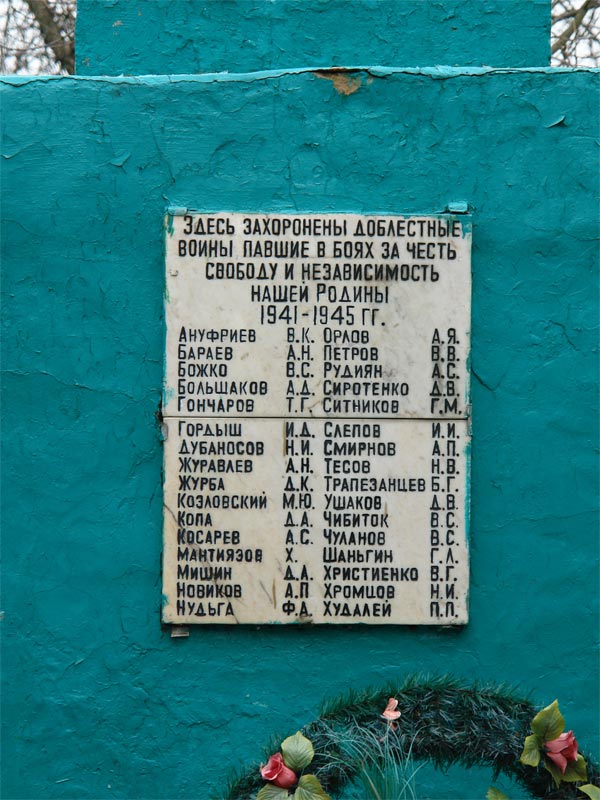 Здесь захоронены доблестные
воины павшие в боях за честь
свободу и независимость
нашей Родины
1941-1945 гг.
Ануфриев В.К. Орлов А.Я.
Бараев А.Н. Петров В.В.
Божко В.С. Рудиян А.С.
Большаков А.Д. Сиротенко Д.В.
Гончаров Т.Г. Ситников Г.М.
Гордыш И.Д. Слепов И.И.
Дубаносов Н.И. Смирнов А.П.
Журавлев А.Н. Тесов Н.В.
Журба Д.К. Трапезанцев Б.Г.
Козловский М.Ю. Ушаков Д.В.
Копа Д.А. Чибиток В.С.
Косарев А.С. Чуланов В.С.
Мантиязов Х. Шаньгин Г.Л.
Мишин Д.А. Христиенко В.Г.
Новиков А.П Хромцов Н.И.
Нудьга Ф.А. Худалей П.П.